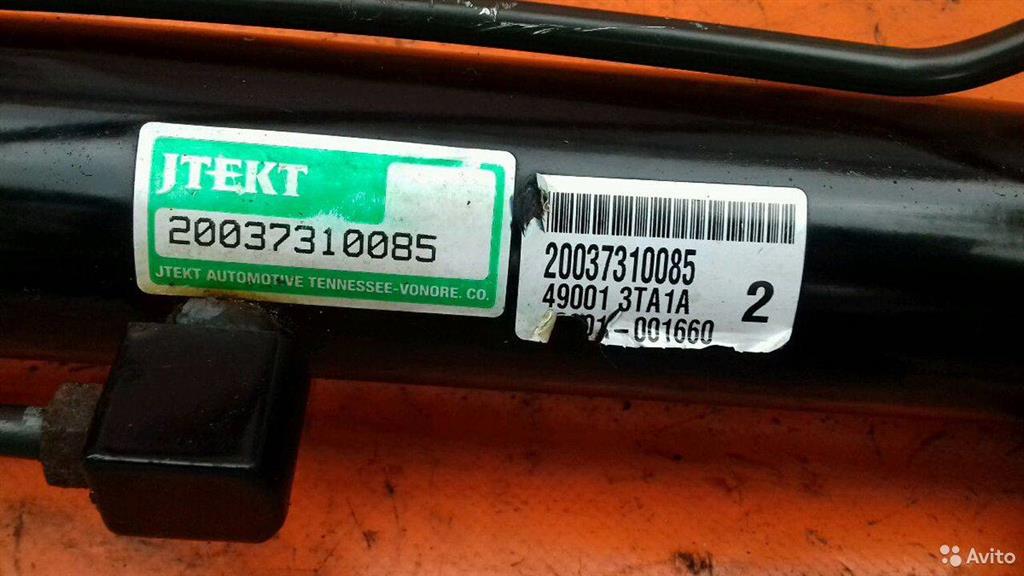 JTEKT
20037310085
JTEKT AUTOMOTIVE TENNESSEE-VONORE. CO.
20037310085
49001 3TA1A
-001660
2
Avito